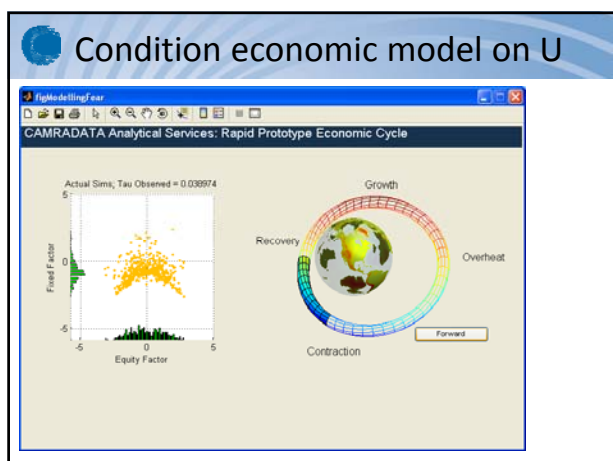 Condition economic model on U
figModellingFear
CAMRADATA Analytical Services: Rapid Prototype Economic Cycle
Actual Sims; Tau Observed = 0.038974
5
0
-5
Fixed Factor
-5
0
5
Equity Factor
Growth
Recovery
Overheat
Contraction
Forward